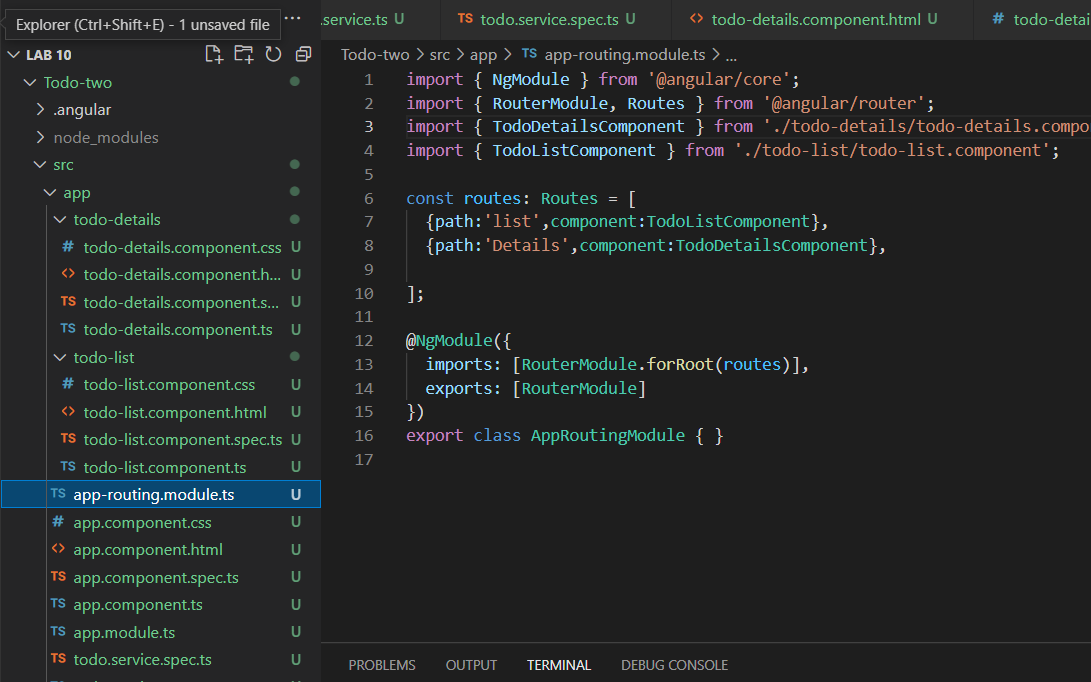 Explorer (Ctrl+Shift+E) - 1 unsaved file
...
.service.ts U
TS todo.service.spec.ts U
<> todo-details.component.html U
# todo-detai
LAB 10
Todo-two
.angular
node_modules
src
app
todo-details
# todo-details.component.css U
<> todo-details.component.h... U
TS todo-details.component.s... U
TS todo-details.component.ts U
todo-list
# todo-list.component.css U
<> todo-list.component.html U
TS todo-list.component.spec.ts U
TS todo-list.component.ts U
TS app-routing.module.ts U
# app.component.css U
<> app.component.html U
TS app.component.spec.ts U
TS app.component.ts U
TS app.module.ts U
TS todo.service.spec.ts U
Todo-two > src > app > TS app-routing.module.ts > ...
1 import { NgModule } from '@angular/core';
2 import { RouterModule, Routes } from '@angular/router';
3 import { TodoDetailsComponent } from './todo-details/todo-details.compo
4 import { TodoListComponent } from './todo-list/todo-list.component';
5
6 const routes: Routes = [
7 {path:'list',component:TodoListComponent},
8 {path:'Details',component:TodoDetailsComponent},
9
10 ];
11
12 @NgModule({
13 imports: [RouterModule.forRoot(routes)],
14 exports: [RouterModule]
15 })
16 export class AppRoutingModule { }
17
PROBLEMS OUTPUT TERMINAL DEBUG CONSOLE